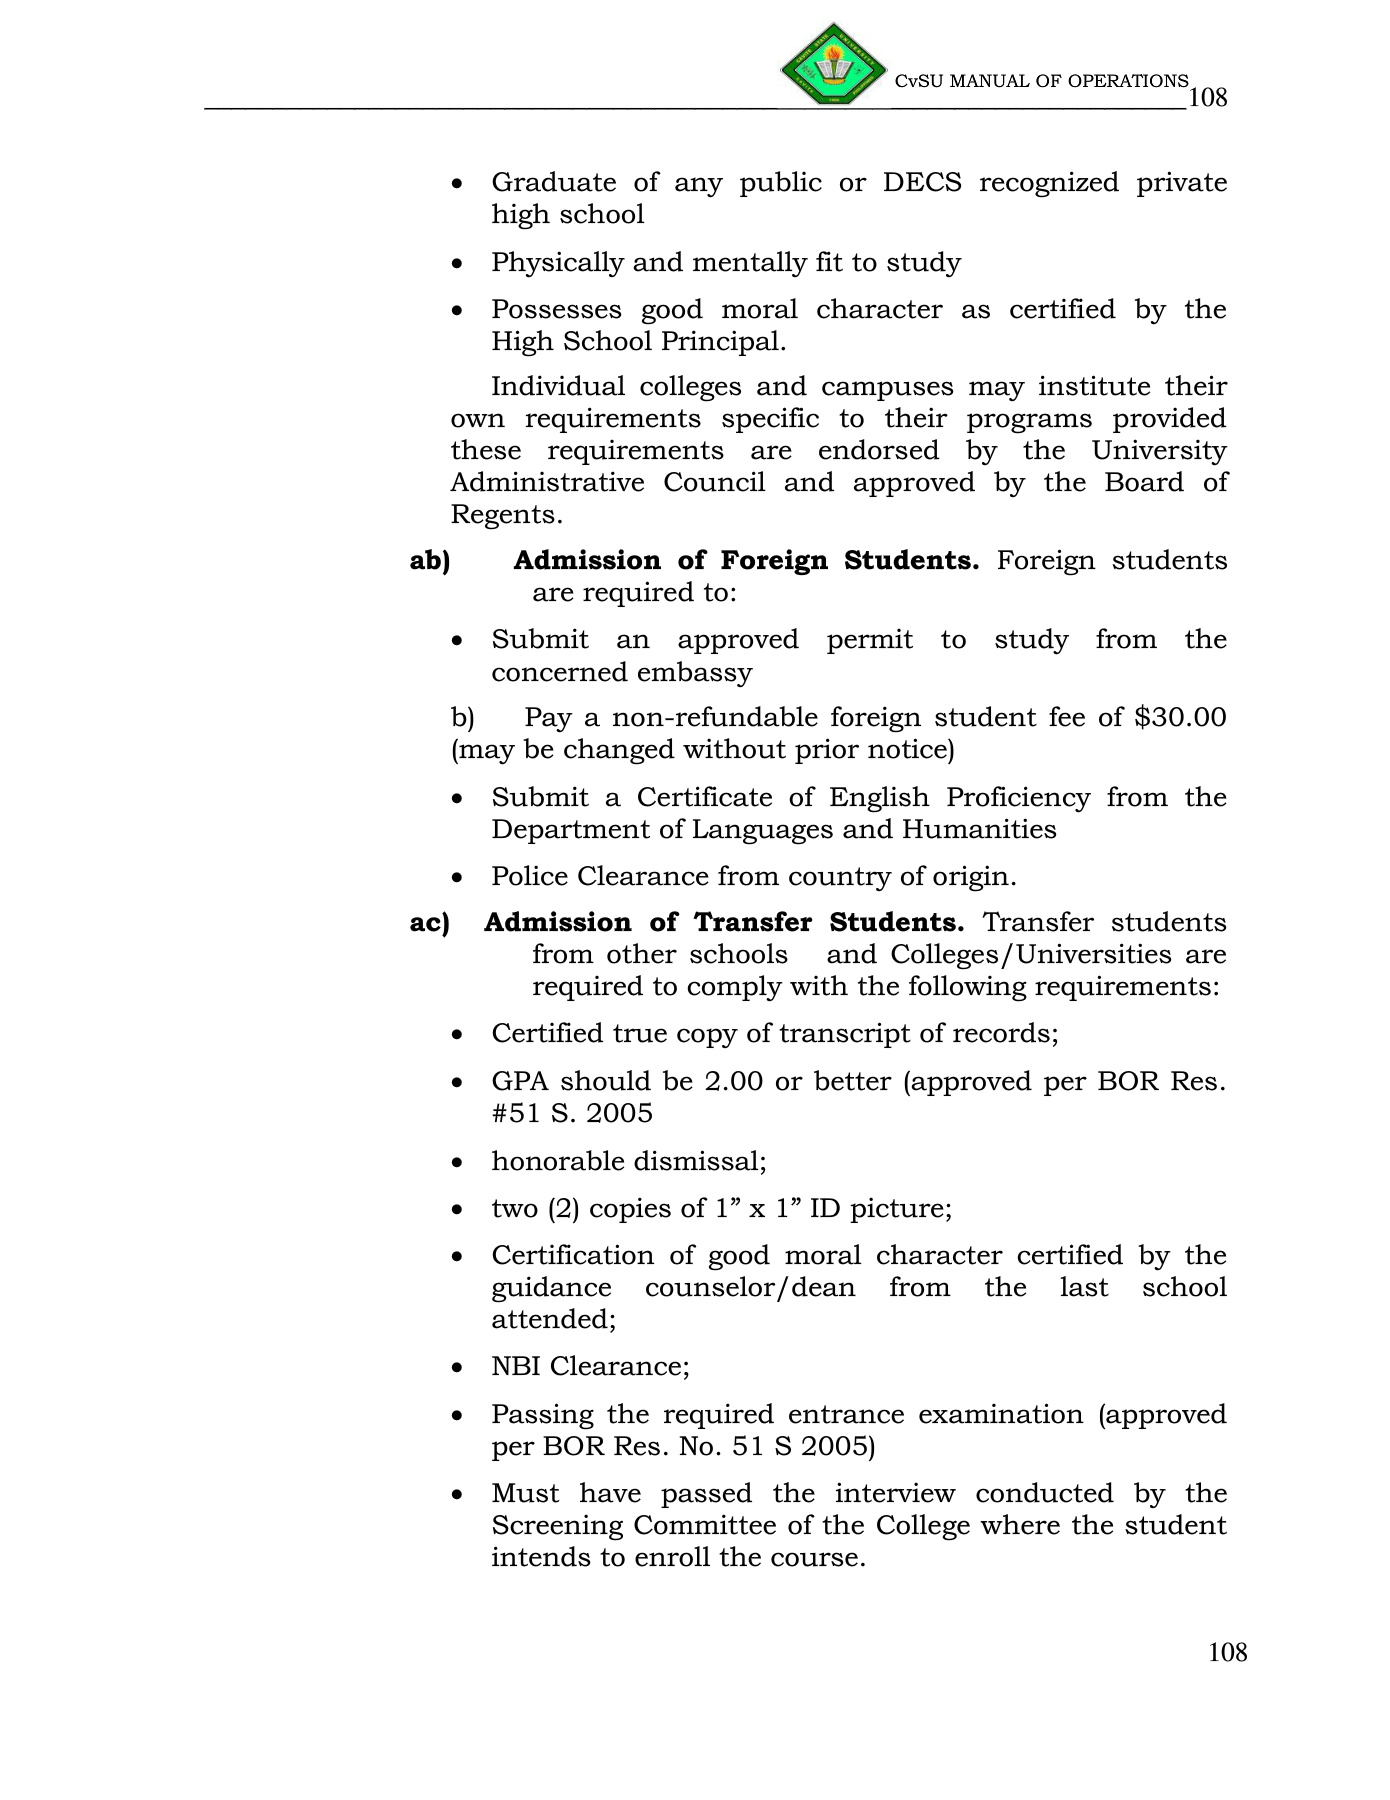 CvSU MANUAL OF OPERATIONS 108
• Graduate of any public or DECS recognized private
high school
• Physically and mentally fit to study
• Possesses good moral character as certified by the
High School Principal.
Individual colleges and campuses may institute their
own requirements specific to their programs provided
these requirements are endorsed by the University
Administrative Council and approved by the Board of
Regents.
ab) Admission of Foreign Students. Foreign students
are required to:
• Submit an approved permit to study from the
concerned embassy
b) Pay a non-refundable foreign student fee of $30.00
(may be changed without prior notice)
• Submit a Certificate of English Proficiency from the
Department of Languages and Humanities
• Police Clearance from country of origin.
ac) Admission of Transfer Students. Transfer students
from other schools and Colleges/Universities are
required to comply with the following requirements:
• Certified true copy of transcript of records;
• GPA should be 2.00 or better (approved per BOR Res.
#51 S. 2005
• honorable dismissal;
• two (2) copies of 1” x 1” ID picture;
• Certification of good moral character certified by the
guidance counselor/dean from the last school
attended;
• NBI Clearance;
• Passing the required entrance examination (approved
per BOR Res. No. 51 S 2005)
• Must have passed the interview conducted by the
Screening Committee of the College where the student
intends to enroll the course.
108